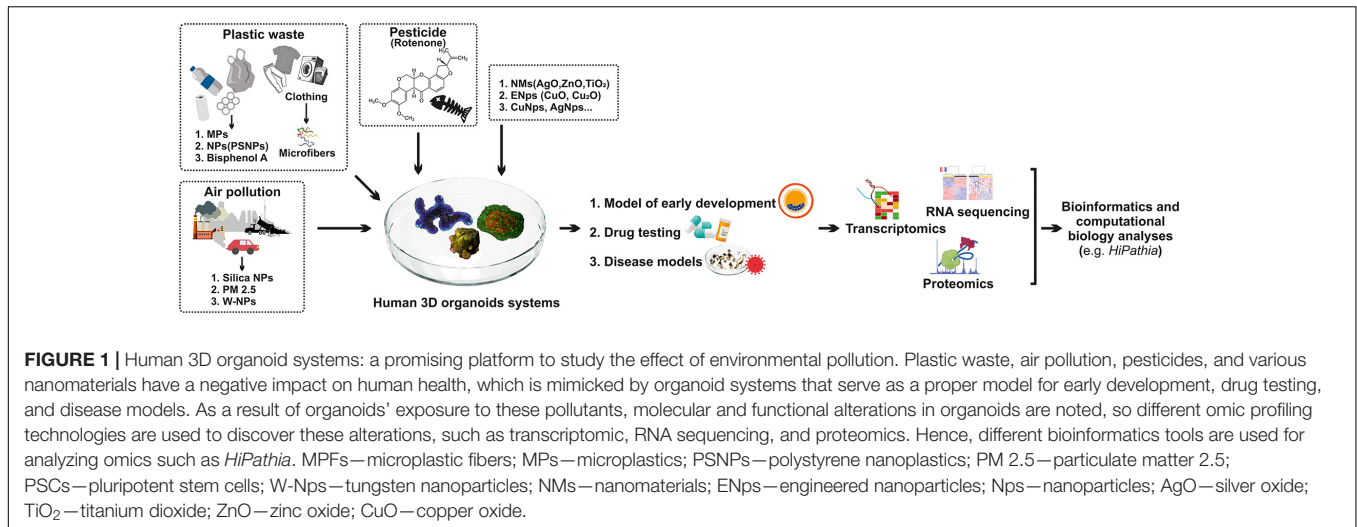 Plastic waste
Clothing
1. MPs
2. NPs(PSNPs)
3. Bisphenol A
Microfibers
Pesticide
(Rotenone)
H₃C
CH₂
H
O
O
O
H
O
H
H₃C
O
O
CH₃
1. NMs(AgO,ZnO,TiO₂)
2. ENps (CuO, Cu₂O)
3. CuNps, AgNps...
Air pollution
1. Silica NPs
2. PM 2.5
3. W-NPs
Human 3D organoids systems
1. Model of early development
2. Drug testing
3. Disease models
Transcriptomics
RNA sequencing
Proteomics
Bioinformatics and
computational
biology analyses
(e.g. HiPathia)
FIGURE 1 | Human 3D organoid systems: a promising platform to study the effect of environmental pollution. Plastic waste, air pollution, pesticides, and various
nanomaterials have a negative impact on human health, which is mimicked by organoid systems that serve as a proper model for early development, drug testing,
and disease models. As a result of organoids' exposure to these pollutants, molecular and functional alterations in organoids are noted, so different omic profiling
technologies are used to discover these alterations, such as transcriptomic, RNA sequencing, and proteomics. Hence, different bioinformatics tools are used for
analyzing omics such as HiPathia. MPFs—microplastic fibers; MPs—microplastics; PSNPs—polystyrene nanoplastics; PM 2.5—particulate matter 2.5;
PSCs—pluripotent stem cells; W-Nps—tungsten nanoparticles; NMs—nanomaterials; ENps—engineered nanoparticles; Nps—nanoparticles; AgO—silver oxide;
TiO₂—titanium dioxide; ZnO—zinc oxide; CuO—copper oxide.